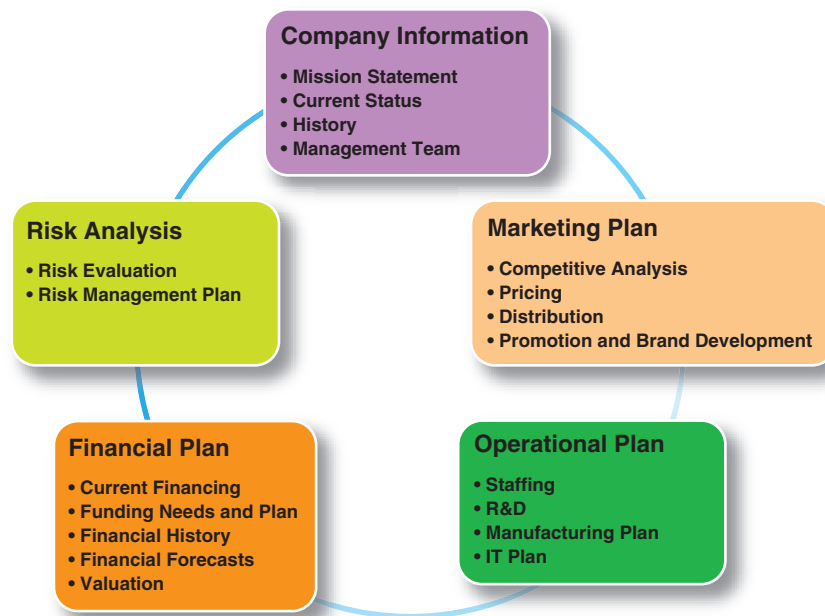 Company Information
• Mission Statement
• Current Status
• History
• Management Team
Risk Analysis
• Risk Evaluation
• Risk Management Plan
Marketing Plan
• Competitive Analysis
• Pricing
• Distribution
• Promotion and Brand Development
Financial Plan
• Current Financing
• Funding Needs and Plan
• Financial History
• Financial Forecasts
• Valuation
Operational Plan
• Staffing
• R&D
• Manufacturing Plan
• IT Plan